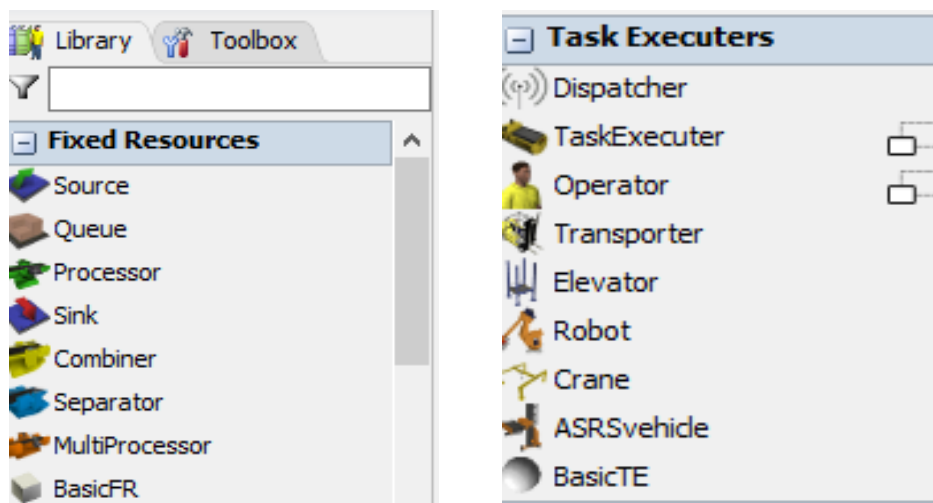 Library Toolbox
Fixed Resources
Source
Queue
Processor
Sink
Combiner
Separator
MultiProcessor
BasicFR
Task Executers
Dispatcher
TaskExecuter
Operator
Transporter
Elevator
Robot
Crane
ASRSvehicle
BasicTE